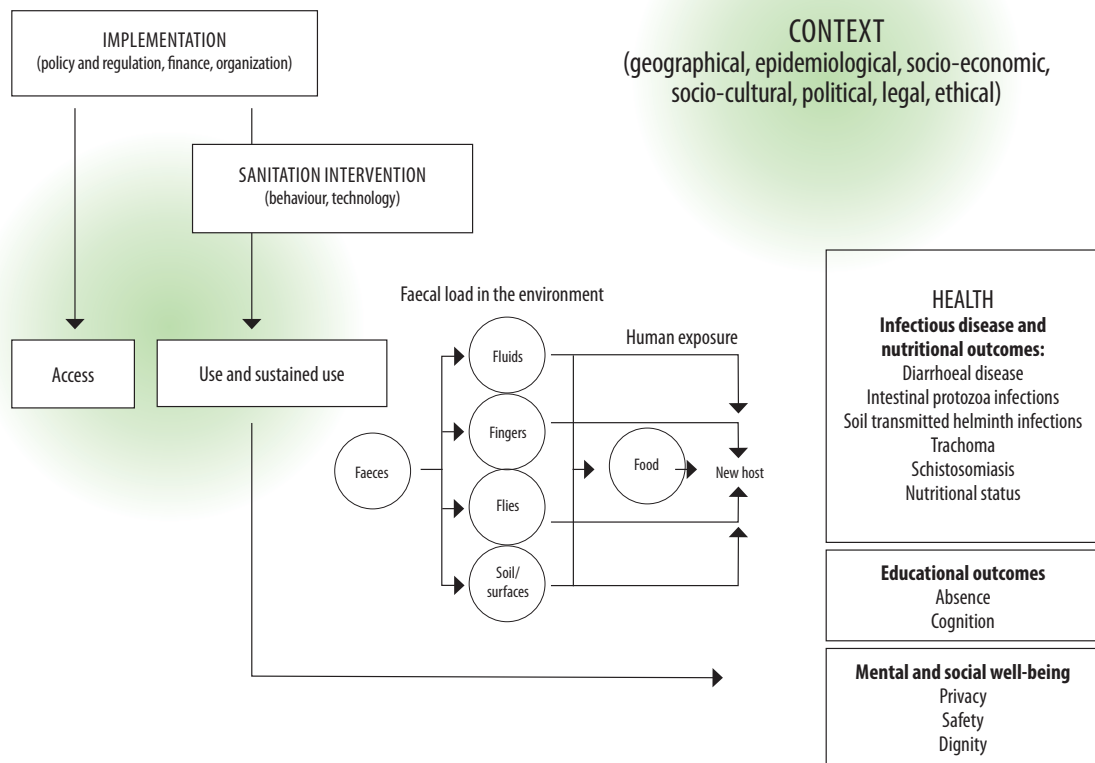 IMPLEMENTATION
(policy and regulation, finance, organization)
CONTEXT
(geographical, epidemiological, socio-economic,
socio-cultural, political, legal, ethical)
SANITATION INTERVENTION
(behaviour, technology)
Access
Use and sustained use
Faecal load in the environment
Human exposure
Faeces
Fluids
Fingers
Flies
Soil/
surfaces
Food
New host
HEALTH
Infectious disease and
nutritional outcomes:
Diarrhoeal disease
Intestinal protozoa infections
Soil transmitted helminth infections
Trachoma
Schistosomiasis
Nutritional status
Educational outcomes
Absence
Cognition
Mental and social well-being
Privacy
Safety
Dignity